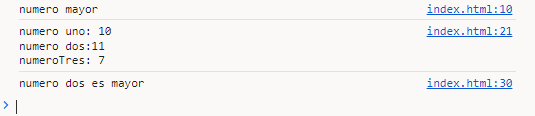 numero mayor index.html:10
numero uno: 10 index.html:21
numero dos:11
numeroTres: 7
numero dos es mayor index.html:30
>